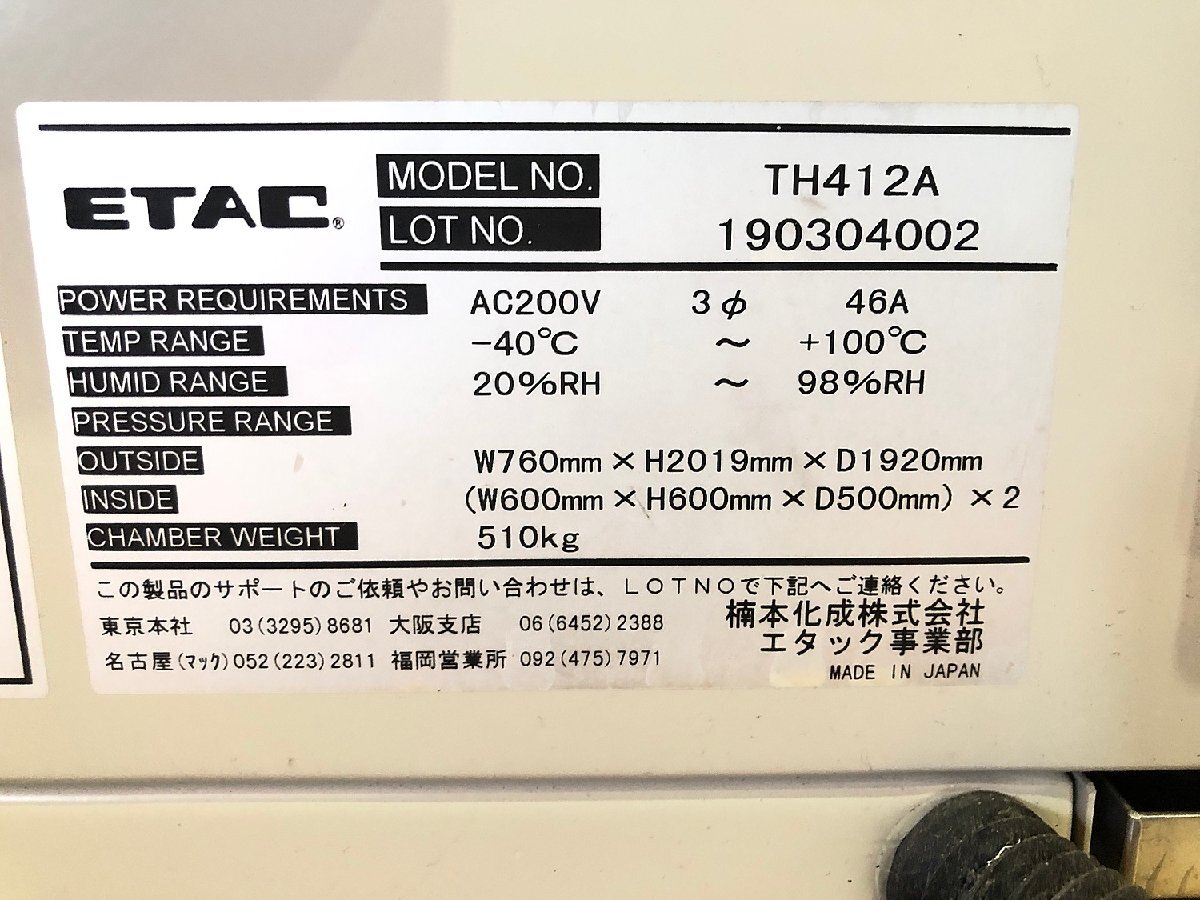 ETAC®
MODEL NO. TH412A
LOT NO. 190304002
POWER REQUIREMENTS AC200V 3φ 46A
TEMP RANGE -40℃ ～ +100℃
HUMID RANGE 20%RH ～ 98%RH
PRESSURE RANGE
OUTSIDE W760mm×H2019mm×D1920mm
INSIDE (W600mm×H600mm×D500mm)×2
CHAMBER WEIGHT 510kg
この製品のサポートのご依頼やお問い合わせは、ＬＯＴＮＯで下記へご連絡ください。
東京本社 03(3295)8681 大阪支店 06(6452)2388
名古屋(マック)052(223)2811 福岡営業所 092(475)7971
楠本化成株式会社
エタック事業部
MADE IN JAPAN